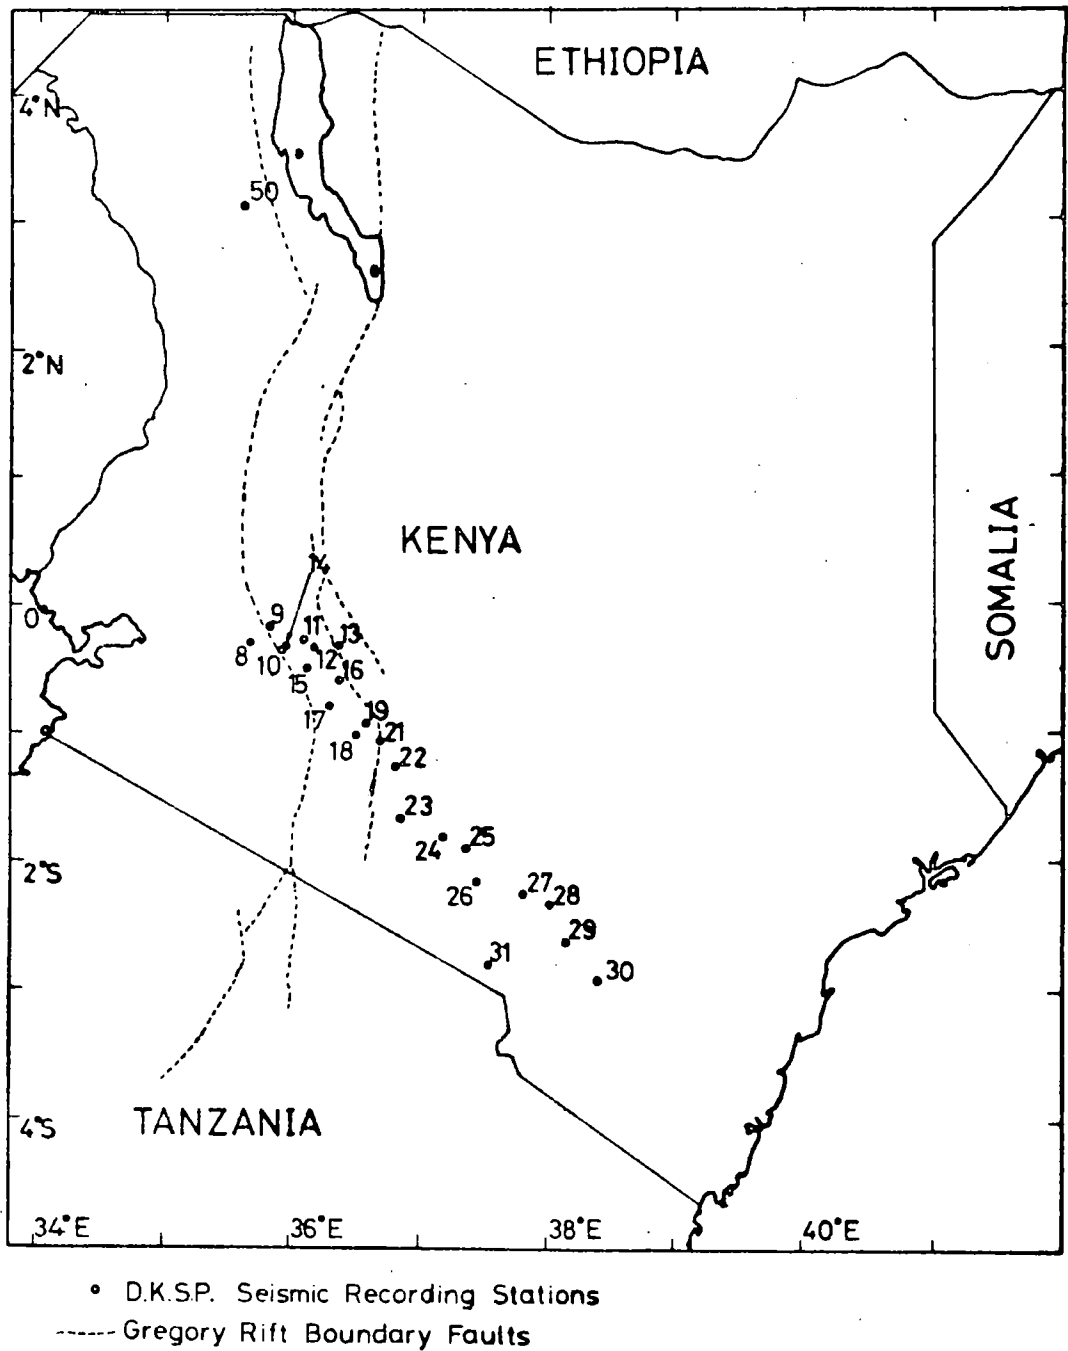 ETHIOPIA
4°N
50
2°N
KENYA
SOMALIA
14
0
9
11
13
8
10
12
15
16
17
19
18
21
22
23
24
25
26
27
28
2°S
29
31
30
4°S
TANZANIA
34°E
36°E
38°E
40°E
D.K.S.P. Seismic Recording Stations
Gregory Rift Boundary Faults